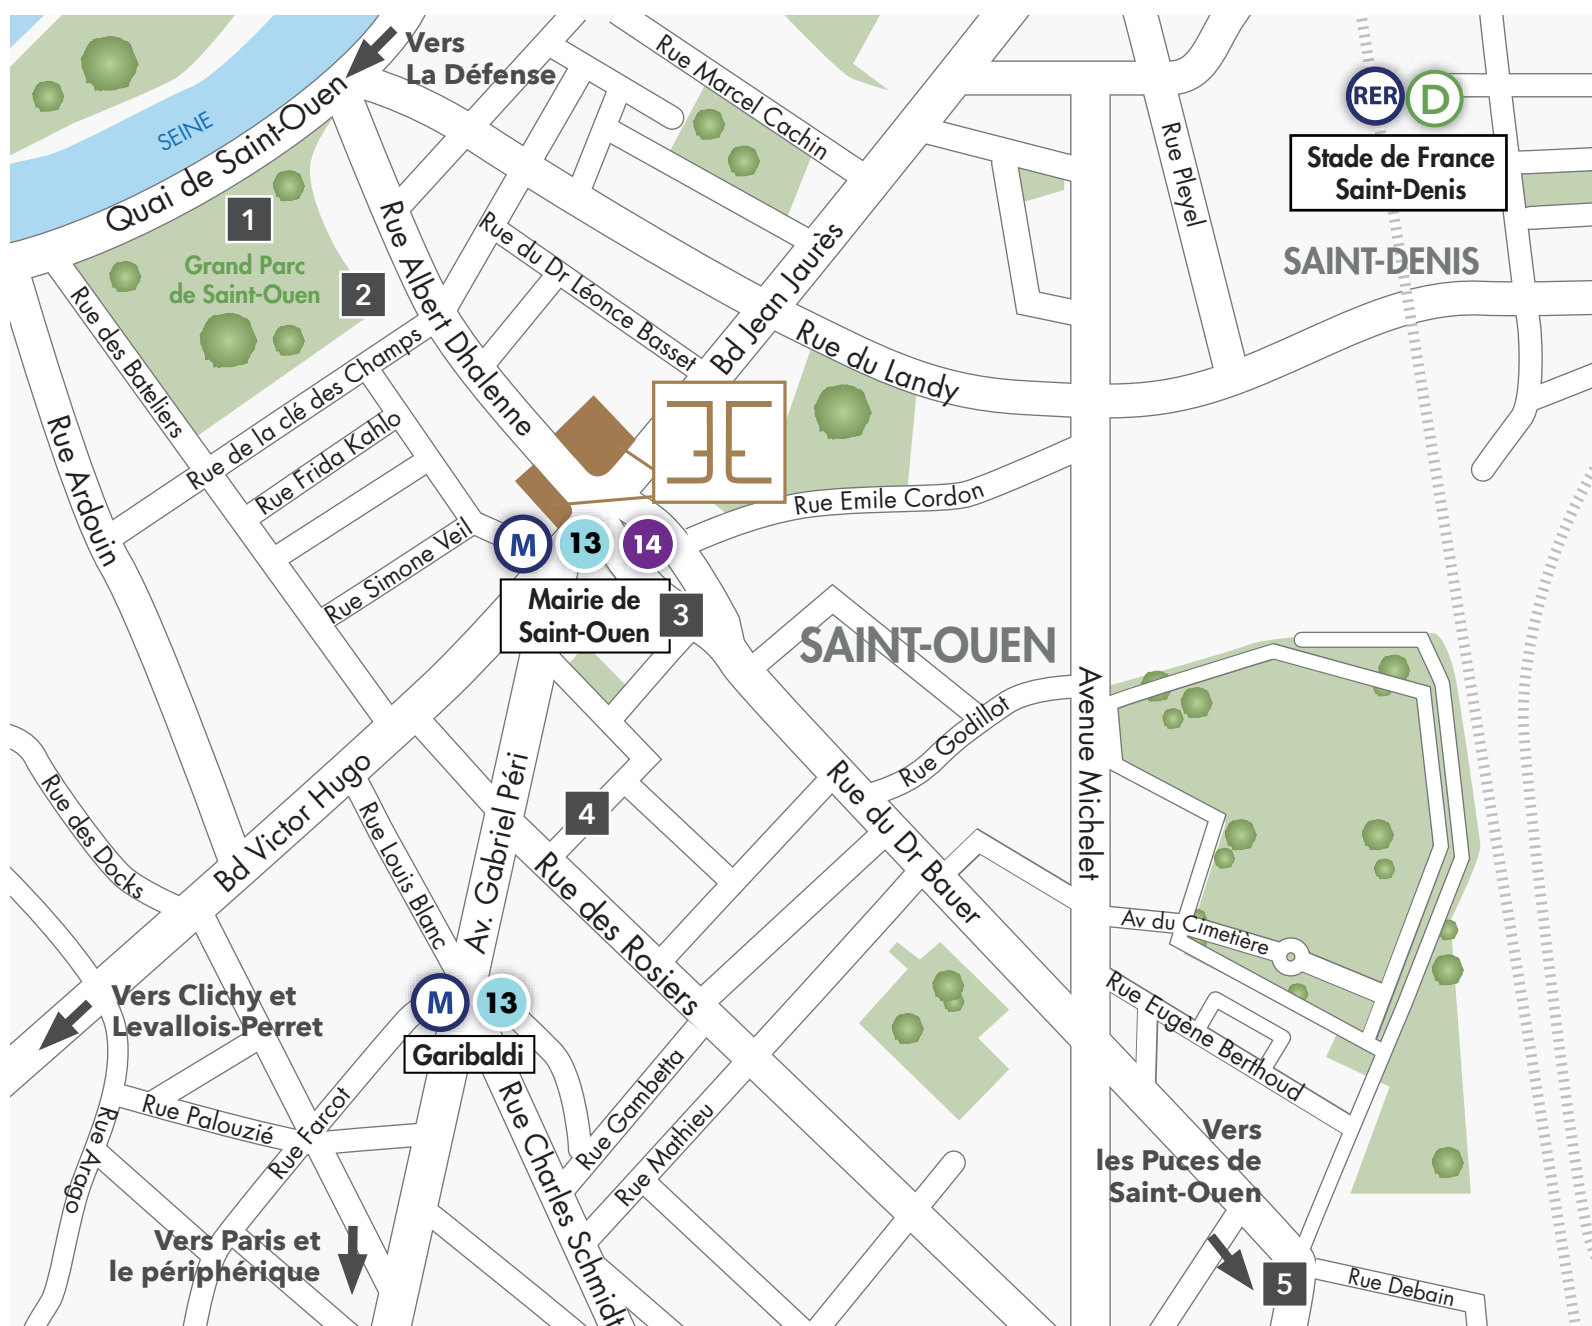 Vers
La Défense
Rue Marcel Cachin
RER
D
Stade de France
Saint-Denis
SEINE
Quai de Saint-Ouen
Rue Pleyel
1
Grand Parc
de Saint-Ouen
2
Rue Albert Dhalenne
Rue du Dr Léonce Basset
Bd Jean Jaurès
SAINT-DENIS
Rue des Bateliers
Rue du Landy
Rue de la clé des Champs
Rue Frida Kahlo
Rue Ardouin
Rue Emile Cordon
Rue Simone Veil
M
13
14
Mairie de
Saint-Ouen
3
SAINT-OUEN
Avenue Michelet
Rue Godillot
Rue des Docks
Bd Victor Hugo
Rue Louis Blanc
Av. Gabriel Péri
4
Rue du Dr Bauer
Rue des Rosiers
Av du Cimetière
Rue Eugène Berthoud
Vers Clichy et
Levallois-Perret
M
13
Garibaldi
Rue Palouzié
Rue Farcot
Rue Arago
Rue Charles Schmidt
Rue Gambetta
Rue Mathieu
Vers
les Puces de
Saint-Ouen
Vers Paris et
le périphérique
5
Rue Debain